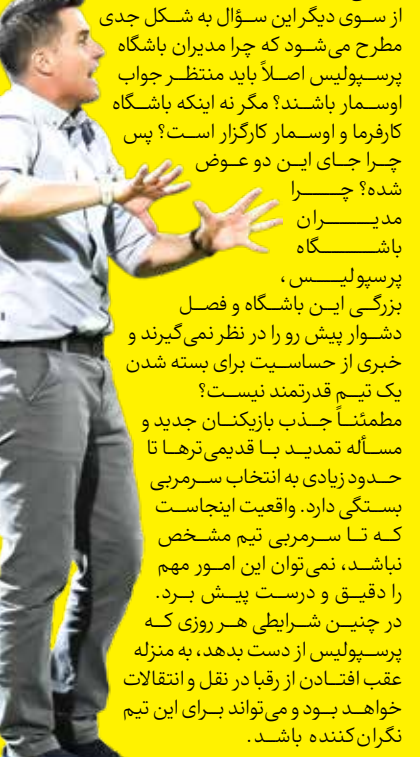 از سوی دیگر این سؤال به شکل جدی
مطرح می‌شود که چرا مدیران باشگاه
پرسپولیس اصلاً باید منتظر جواب
اوسمار باشند؟ مگر نه اینکه باشگاه
کارفرما و اوسمار کارگزار است؟ پس
چرا جای این دو عوض
شده؟ چرا
مدیران
باشگاه
پرسپولیس،
بزرگی این باشگاه و فصل
دشوار پیش رو را در نظر نمی‌گیرند و
خبری از حساسیت برای بسته شدن
یک تیم قدرتمند نیست؟
مطمئناً جذب بازیکنان جدید و
مسأله تمدید با قدیمی‌ترها تا
حدود زیادی به انتخاب سرمربی
بستگی دارد. واقعیت اینجاست
که تا سرمربی تیم مشخص
نباشد، نمی‌توان این امور مهم
را دقیق و درست پیش برد.
در چنین شرایطی هر روزی که
پرسپولیس از دست بدهد، به منزله
عقب افتادن از رقبا در نقل و انتقالات
خواهد بود و می‌تواند برای این تیم
نگران‌کننده باشد.